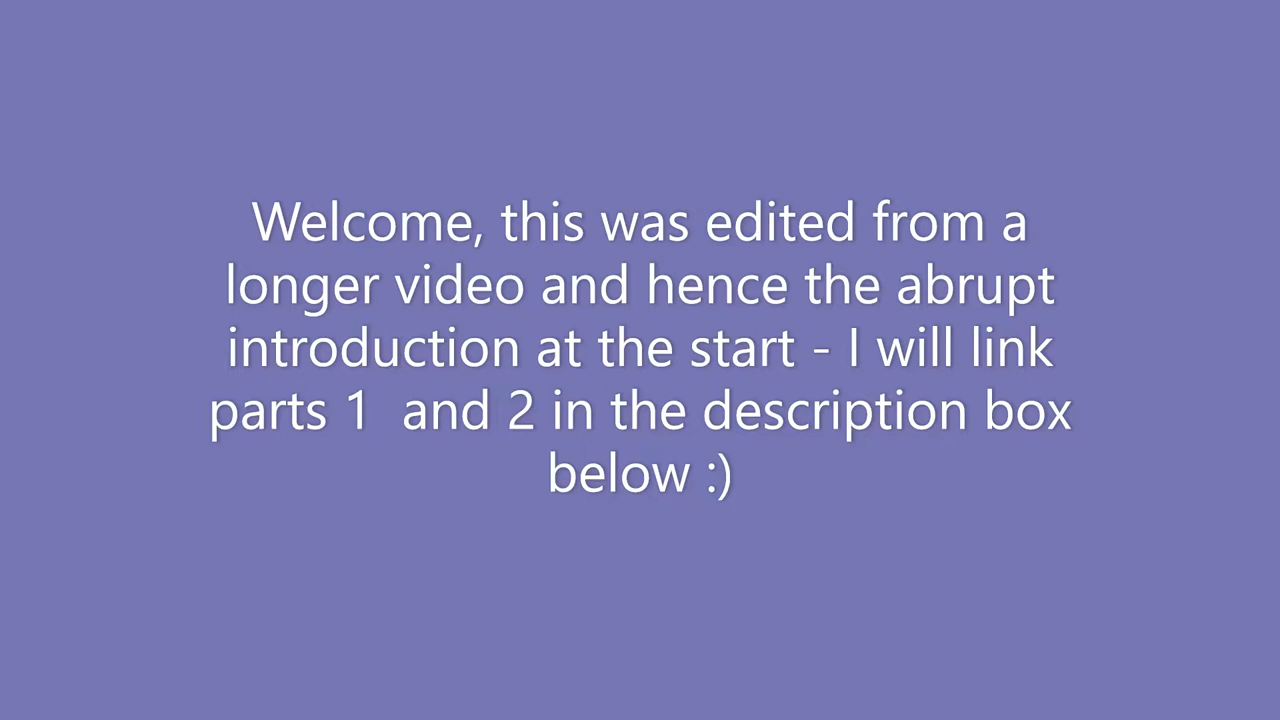 Welcome, this was edited from a
longer video and hence the abrupt
introduction at the start - I will link
parts 1  and 2 in the description box
below :)